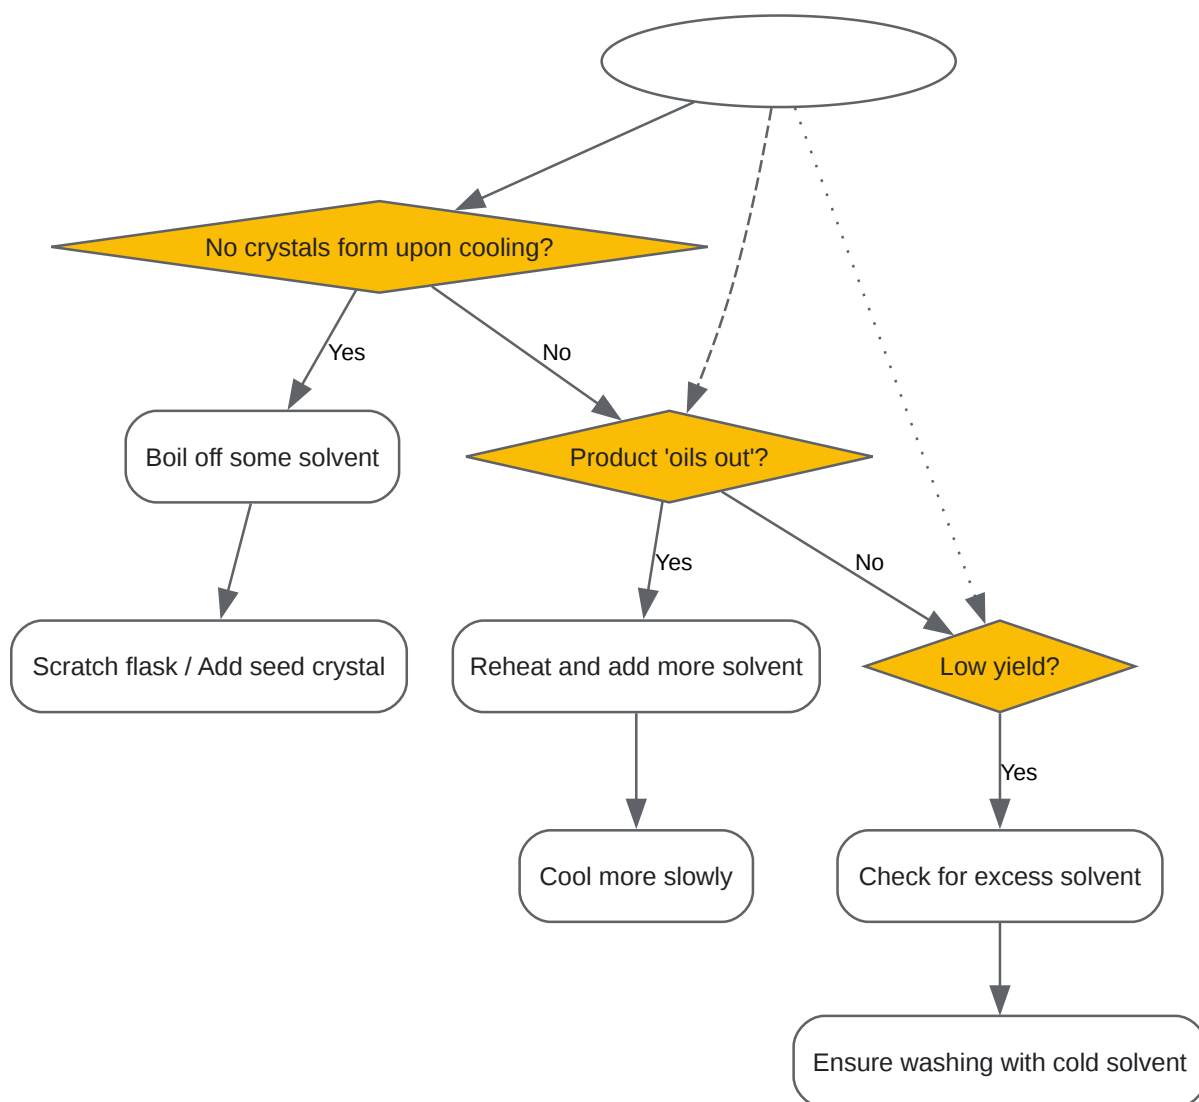 No crystals form upon cooling?
Yes
No
Boil off some solvent
Product 'oils out'?
Yes
No
Scratch flask / Add seed crystal
Reheat and add more solvent
Low yield?
Yes
Cool more slowly
Check for excess solvent
Ensure washing with cold solvent